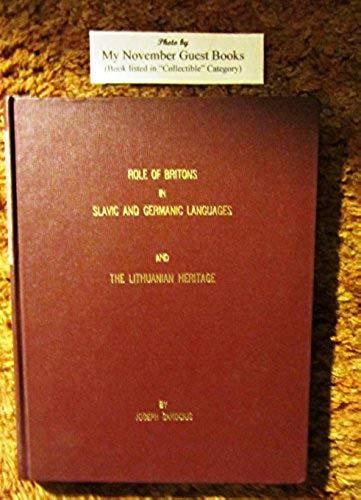 Photo by
My November Guest Books
(Book listed in "Collectible" Category)
ROLE OF BRITONS
IN
SLAVIC AND GERMANIC LANGUAGES
AND
THE LITHUANIAN HERITAGE
BY
JOSEPH